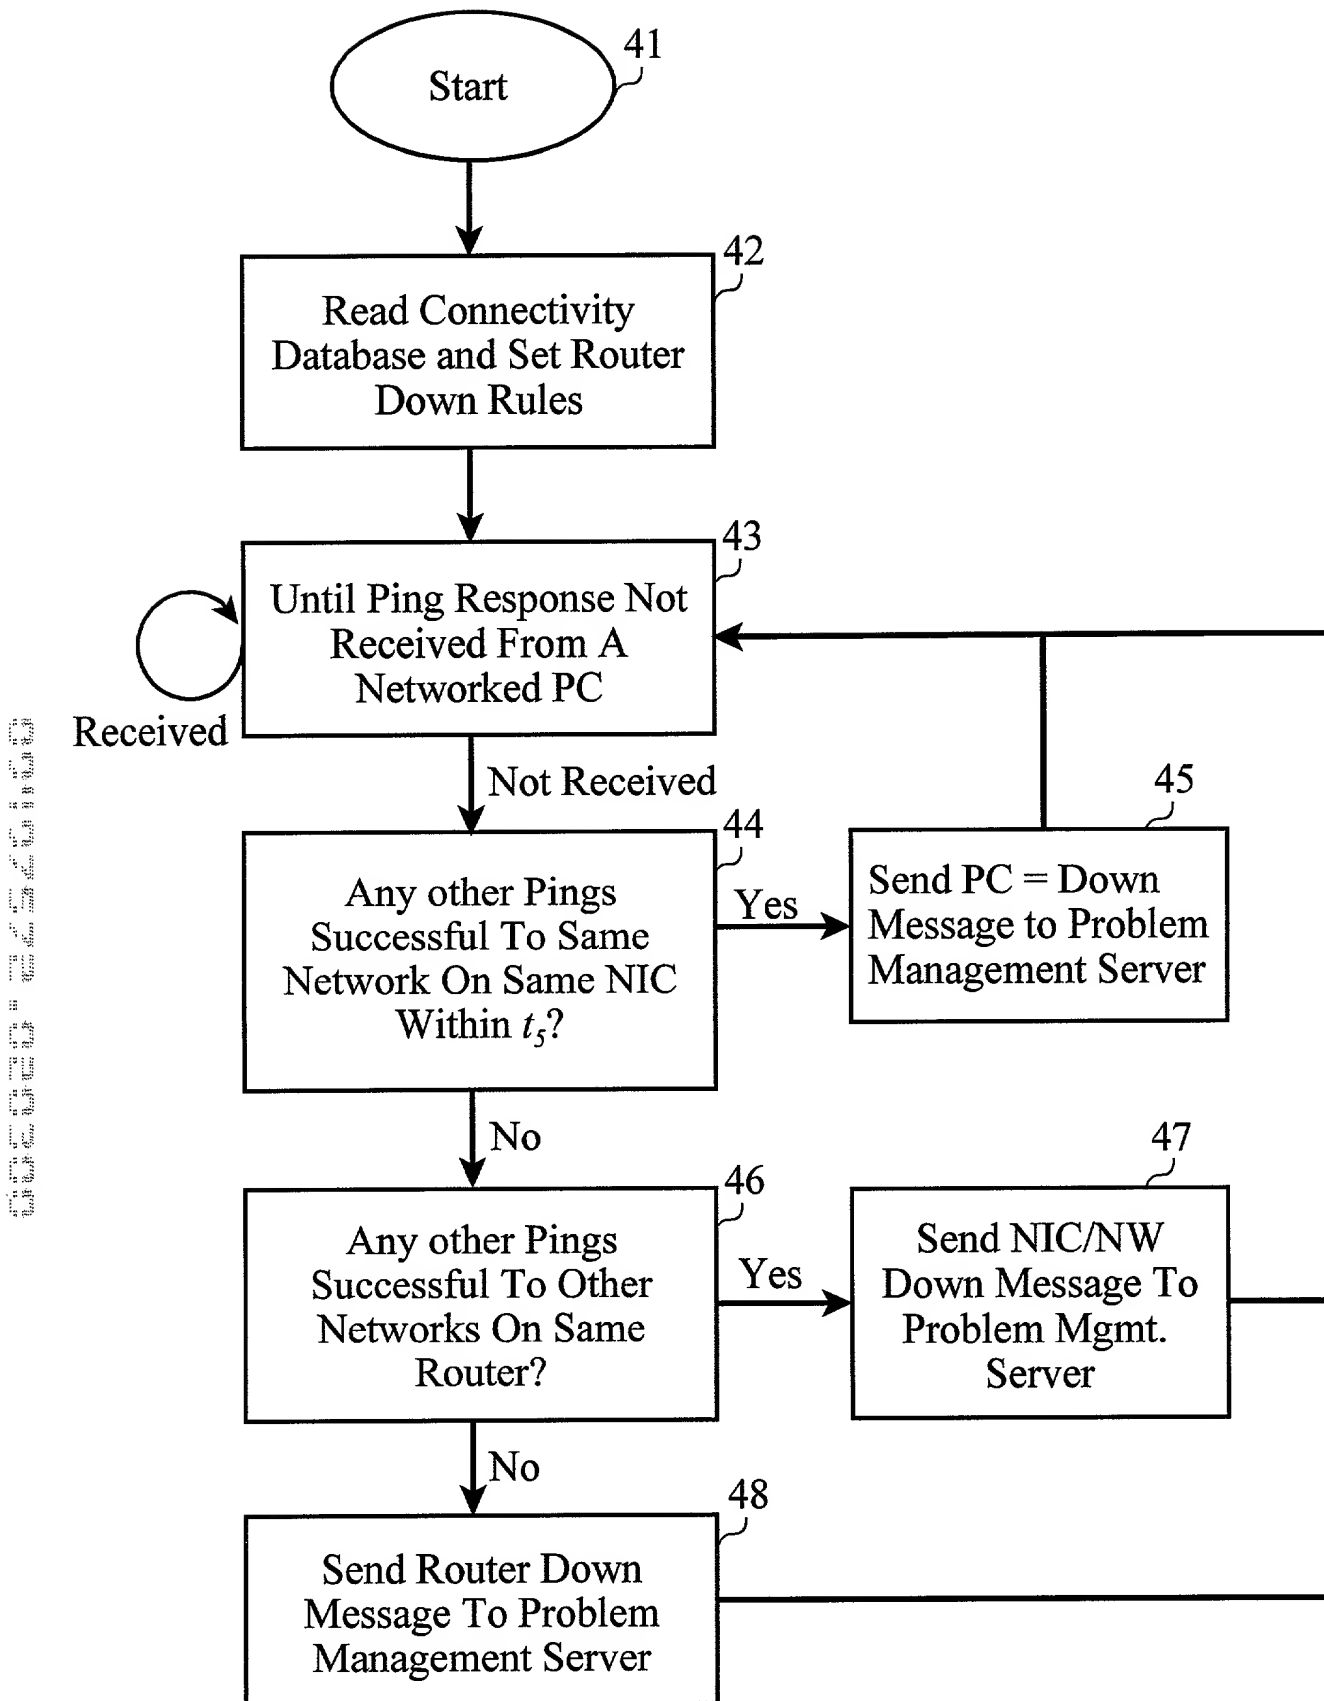 41
Start
42
Read Connectivity
Database and Set Router
Down Rules
43
Until Ping Response Not
Received From A
Networked PC
Received
Not Received
44
Any other Pings
Successful To Same
Network On Same NIC
Within t₅?
Yes
45
Send PC = Down
Message to Problem
Management Server
No
46
Any other Pings
Successful To Other
Networks On Same
Router?
Yes
47
Send NIC/NW
Down Message To
Problem Mgmt.
Server
No
48
Send Router Down
Message To Problem
Management Server